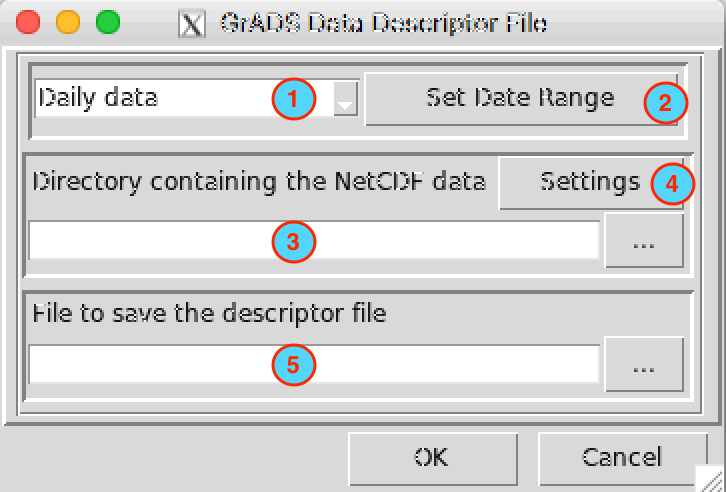 X GrADS Data Descriptor File
Daily data 1 Set Date Range 2
Directory containing the NetCDF data Settings 4
3 ...
File to save the descriptor file
5 ...
OK Cancel